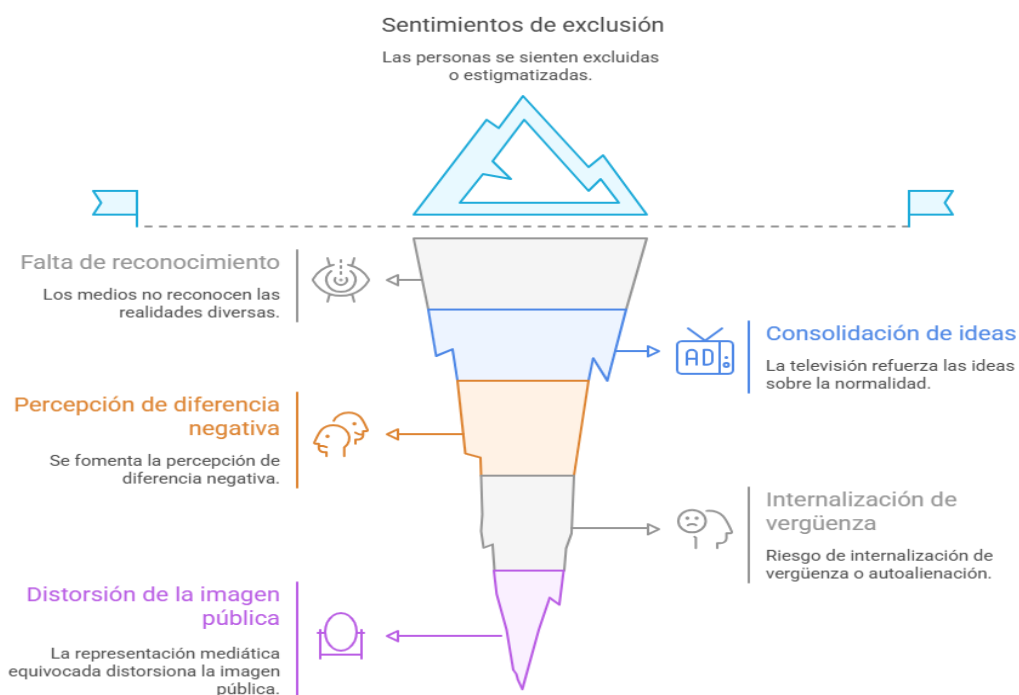 Sentimientos de exclusión
Las personas se sienten excluidas
o estigmatizadas.
Falta de reconocimiento
Los medios no reconocen las
realidades diversas.
AD
Consolidación de ideas
La televisión refuerza las ideas
sobre la normalidad.
Percepción de diferencia
negativa
Se fomenta la percepción de
diferencia negativa.
Internalización de
vergüenza
Riesgo de internalización de
vergüenza o autoalienación.
Distorsión de la imagen
pública
La representación mediática
equivocada distorsiona la imagen
pública.